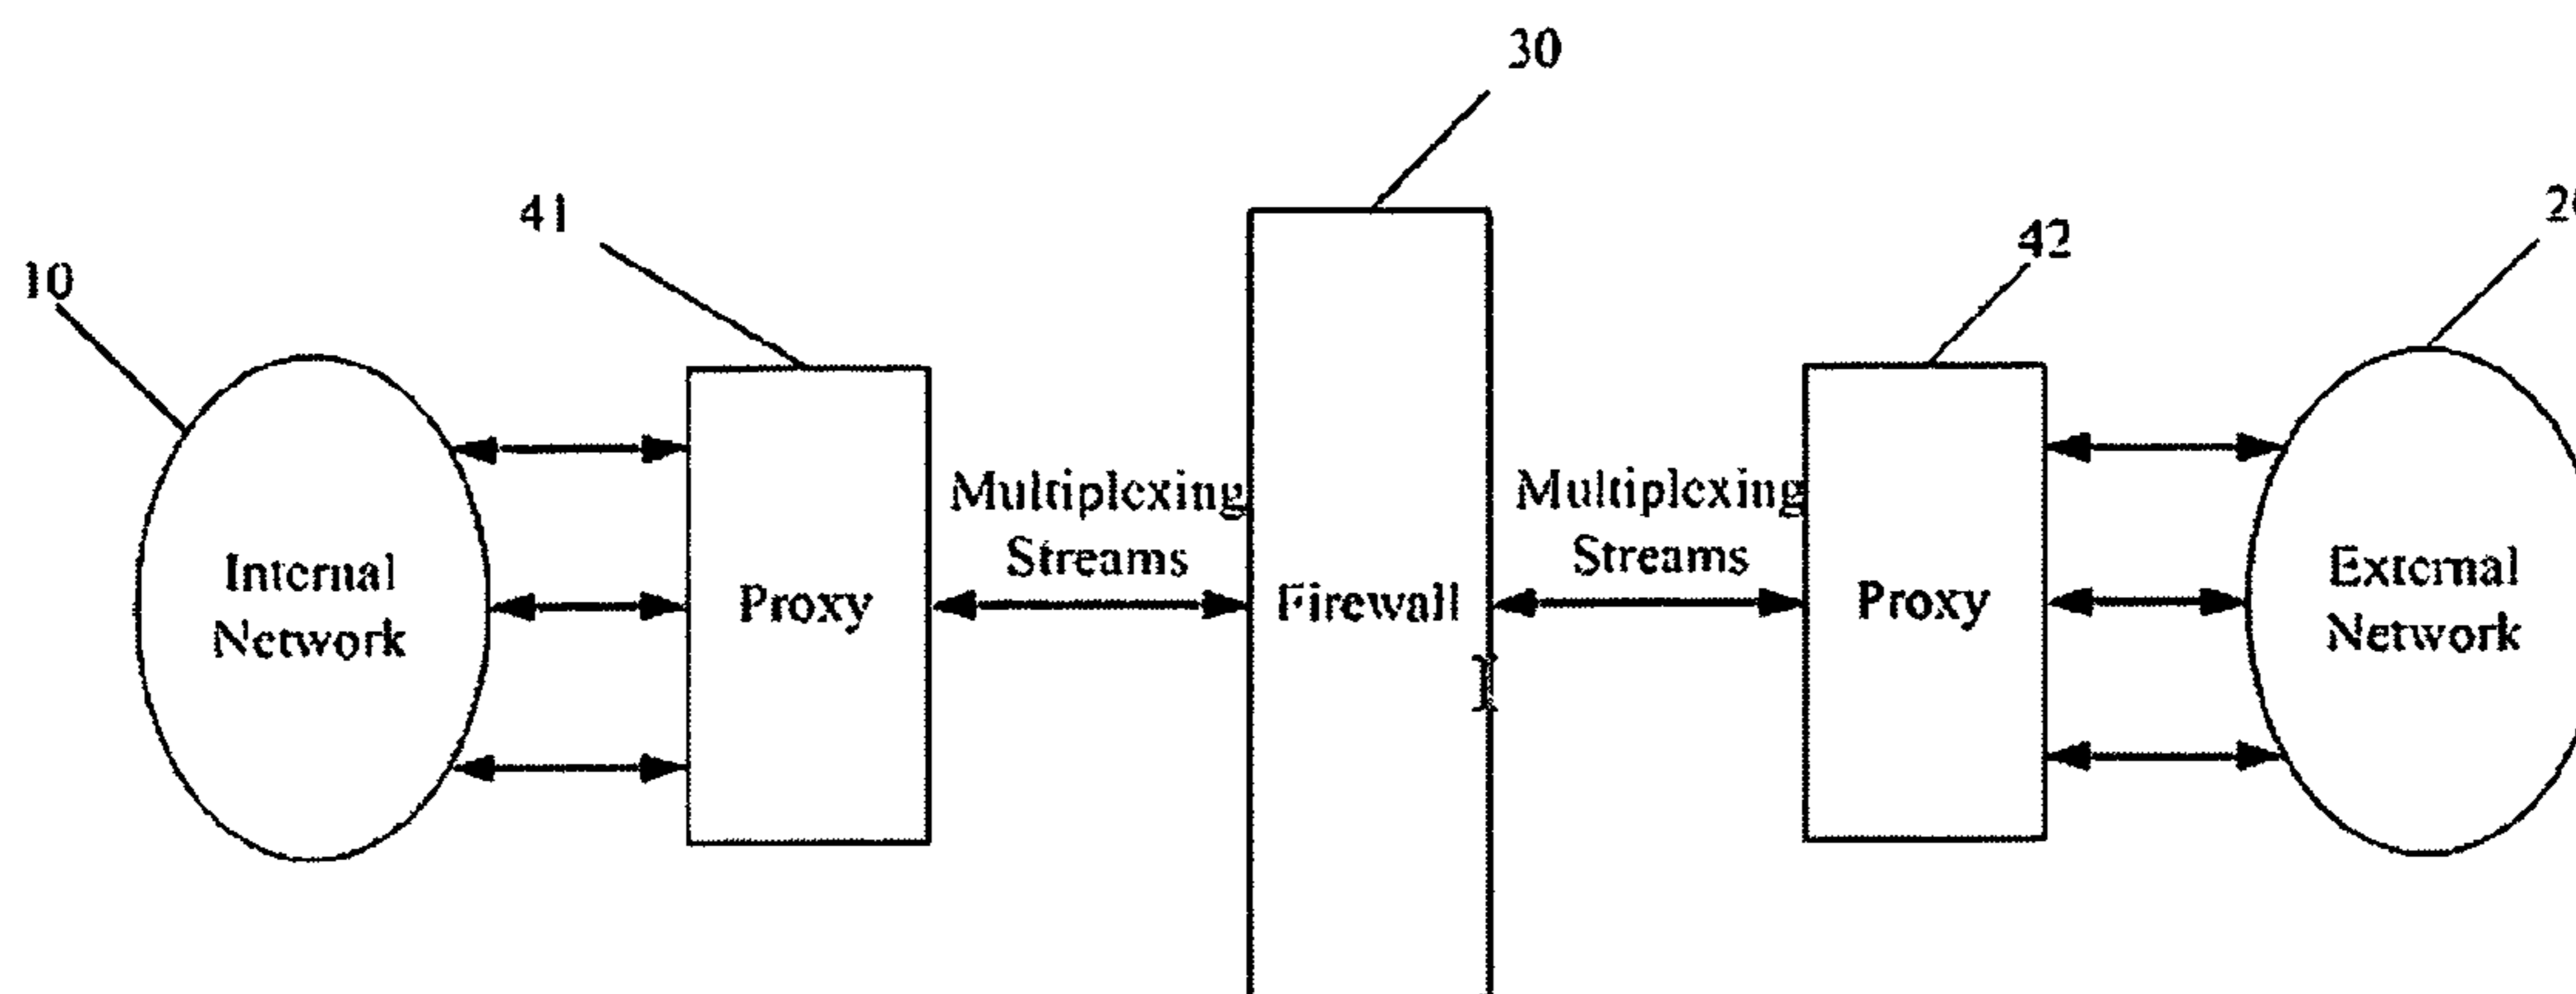 30
41
42
10
Multiplexing
Streams
Multiplexing
Streams
Internal
Network
Proxy
Firewall
Proxy
External
Network